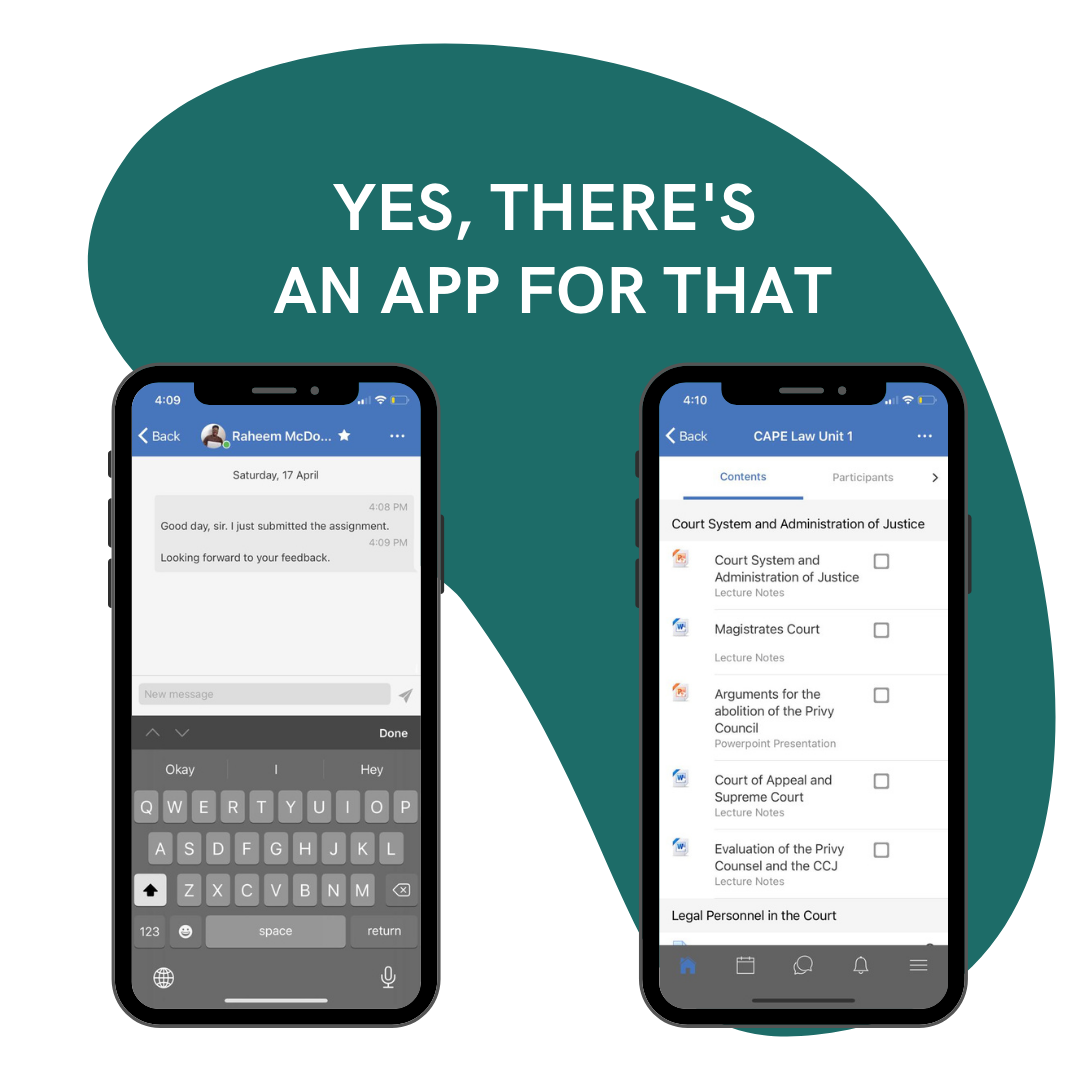 YES, THERE'S
AN APP FOR THAT
4:09
Back
Raheem McDo...
Saturday, 17 April
4:08 PM
Good day, sir. I just submitted the assignment.
4:09 PM
Looking forward to your feedback.
New message
Done
Okay I Hey
Q W E R T Y U I O P
A S D F G H J K L
Z X C V B N M
123 space return
4:10
Back CAPE Law Unit 1
Contents Participants
Court System and Administration of Justice
Court System and
Administration of Justice
Lecture Notes
Magistrates Court
Lecture Notes
Arguments for the
abolition of the Privy
Council
Powerpoint Presentation
Court of Appeal and
Supreme Court
Lecture Notes
Evaluation of the Privy
Counsel and the CCJ
Lecture Notes
Legal Personnel in the Court